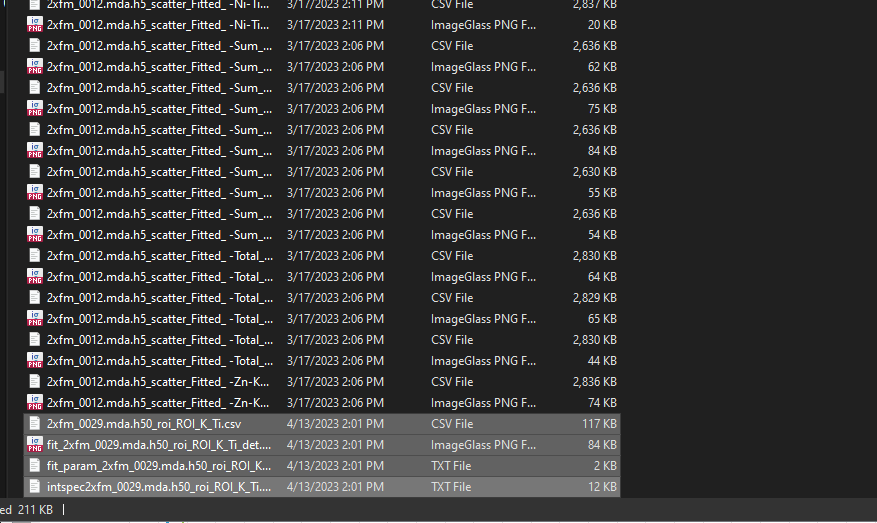 2xfm_0012.mda.h5_scatter_Fitted_ -Ni-Ti... 3/17/2023 2:11 PM CSV File 2,837 KB
2xfm_0012.mda.h5_scatter_Fitted_ -Ni-Ti... 3/17/2023 2:11 PM ImageGlass PNG F... 20 KB
2xfm_0012.mda.h5_scatter_Fitted_ -Sum_... 3/17/2023 2:06 PM CSV File 2,636 KB
2xfm_0012.mda.h5_scatter_Fitted_ -Sum_... 3/17/2023 2:06 PM ImageGlass PNG F... 62 KB
2xfm_0012.mda.h5_scatter_Fitted_ -Sum_... 3/17/2023 2:06 PM CSV File 2,636 KB
2xfm_0012.mda.h5_scatter_Fitted_ -Sum_... 3/17/2023 2:06 PM ImageGlass PNG F... 75 KB
2xfm_0012.mda.h5_scatter_Fitted_ -Sum_... 3/17/2023 2:06 PM CSV File 2,636 KB
2xfm_0012.mda.h5_scatter_Fitted_ -Sum_... 3/17/2023 2:06 PM ImageGlass PNG F... 84 KB
2xfm_0012.mda.h5_scatter_Fitted_ -Sum_... 3/17/2023 2:06 PM CSV File 2,630 KB
2xfm_0012.mda.h5_scatter_Fitted_ -Sum_... 3/17/2023 2:06 PM ImageGlass PNG F... 55 KB
2xfm_0012.mda.h5_scatter_Fitted_ -Sum_... 3/17/2023 2:06 PM CSV File 2,636 KB
2xfm_0012.mda.h5_scatter_Fitted_ -Sum_... 3/17/2023 2:06 PM ImageGlass PNG F... 54 KB
2xfm_0012.mda.h5_scatter_Fitted_ -Total_... 3/17/2023 2:06 PM CSV File 2,830 KB
2xfm_0012.mda.h5_scatter_Fitted_ -Total_... 3/17/2023 2:06 PM ImageGlass PNG F... 64 KB
2xfm_0012.mda.h5_scatter_Fitted_ -Total_... 3/17/2023 2:06 PM CSV File 2,829 KB
2xfm_0012.mda.h5_scatter_Fitted_ -Total_... 3/17/2023 2:06 PM ImageGlass PNG F... 65 KB
2xfm_0012.mda.h5_scatter_Fitted_ -Total_... 3/17/2023 2:06 PM CSV File 2,830 KB
2xfm_0012.mda.h5_scatter_Fitted_ -Total_... 3/17/2023 2:06 PM ImageGlass PNG F... 44 KB
2xfm_0012.mda.h5_scatter_Fitted_ -Zn-K... 3/17/2023 2:06 PM CSV File 2,836 KB
2xfm_0012.mda.h5_scatter_Fitted_ -Zn-K... 3/17/2023 2:06 PM ImageGlass PNG F... 74 KB
2xfm_0029.mda.h50_roi_ROI_K_Ti.csv 4/13/2023 2:01 PM CSV File 117 KB
fit_2xfm_0029.mda.h50_roi_ROI_K_Ti_det... 4/13/2023 2:01 PM ImageGlass PNG F... 84 KB
fit_param_2xfm_0029.mda.h50_roi_ROI_K... 4/13/2023 2:01 PM TXT File 2 KB
intspec2xfm_0029.mda.h50_roi_ROI_K_Ti.... 4/13/2023 2:01 PM TXT File 12 KB
ed 211 KB